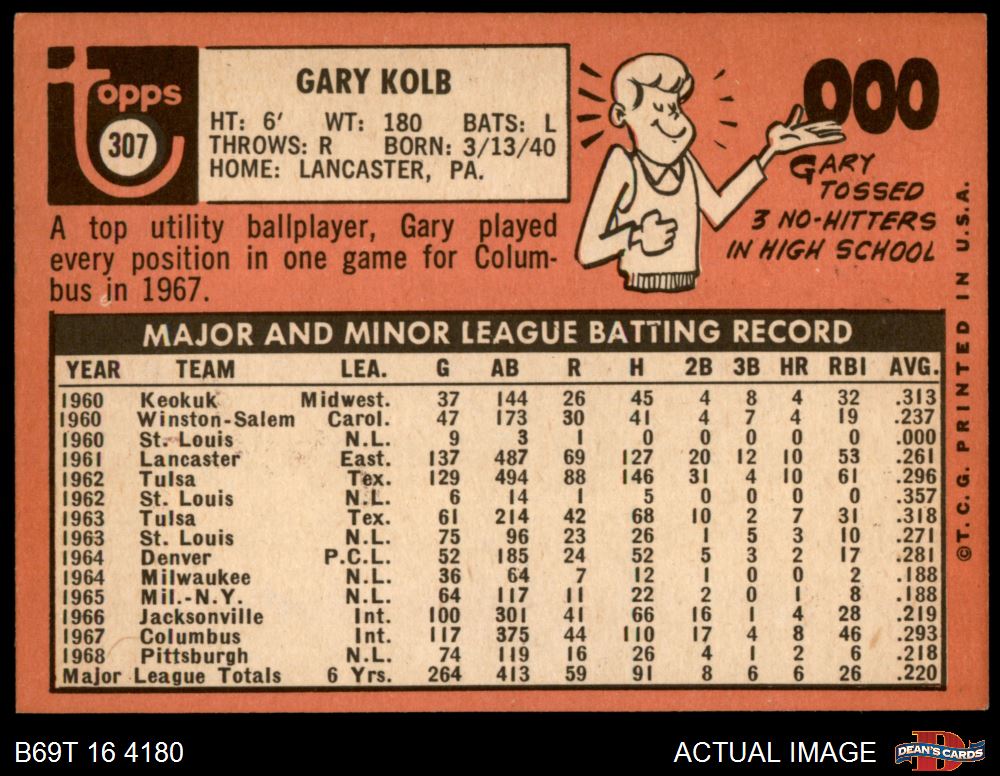 Topps
307
GARY KOLB
HT: 6' WT: 180 BATS: L
THROWS: R BORN: 3/13/40
HOME: LANCASTER, PA.
A top utility ballplayer, Gary played
every position in one game for Colum-
bus in 1967.
000
GARY
TOSSED
3 NO-HITTERS
IN HIGH SCHOOL
MAJOR AND MINOR LEAGUE BATTING RECORD
YEAR TEAM LEA. G AB R H 2B 3B HR RBI AVG.
1960 Keokuk Midwest. 37 144 26 45 4 8 4 32 .313
1960 Winston-Salem Carol. 47 173 30 41 4 7 4 19 .237
1960 St. Louis N.L. 9 3 1 0 0 0 0 0 .000
1961 Lancaster East. 137 487 69 127 20 12 10 53 .261
1962 Tulsa Tex. 129 494 88 146 31 4 10 61 .296
1962 St. Louis N.L. 6 14 1 5 0 0 0 0 .357
1963 Tulsa Tex. 61 214 42 68 10 2 7 31 .318
1963 St. Louis N.L. 75 96 23 26 1 5 3 10 .271
1964 Denver P.C.L. 52 185 24 52 5 3 2 17 .281
1964 Milwaukee N.L. 36 64 7 12 1 0 0 2 .188
1965 Mil.-N.Y. N.L. 64 117 11 22 2 0 1 8 .188
1966 Jacksonville Int. 100 301 41 66 16 1 4 28 .219
1967 Columbus Int. 117 375 44 110 17 4 8 46 .293
1968 Pittsburgh N.L. 74 119 16 26 4 1 2 6 .218
Major League Totals 6 Yrs. 264 413 59 91 8 6 6 26 .220
©T.C.G. PRINTED IN U.S.A.
B69T 16 4180
ACTUAL IMAGE
DEAN'S CARDS